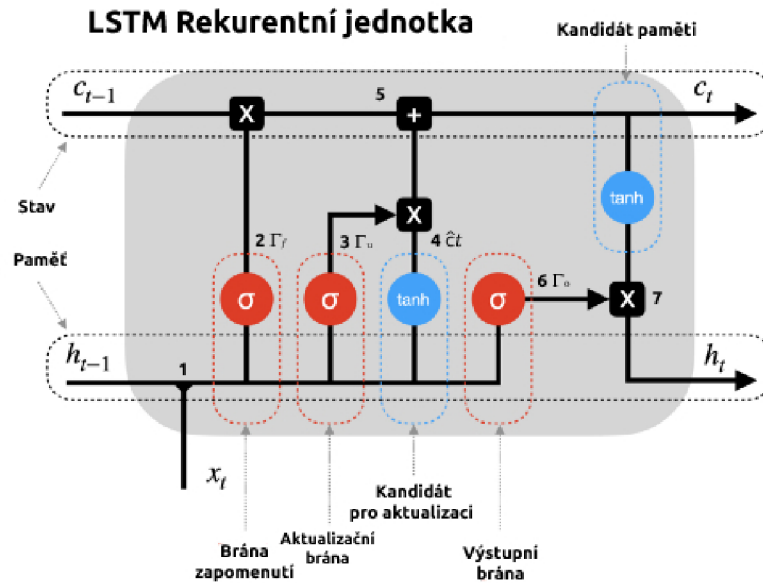 LSTM Rekurentní jednotka
Kandidát paměti
c_{t-1}
5
c_t
X
+
Stav
tanh
X
2 Γ_f
3 Γ_u
4 ĉt
Paměť
σ
σ
tanh
σ
6 Γ_o
X
7
h_{t-1}
1
h_t
x_t
Kandidát
pro aktualizaci
Brána
zapomenutí
Aktualizační
brána
Výstupní
brána